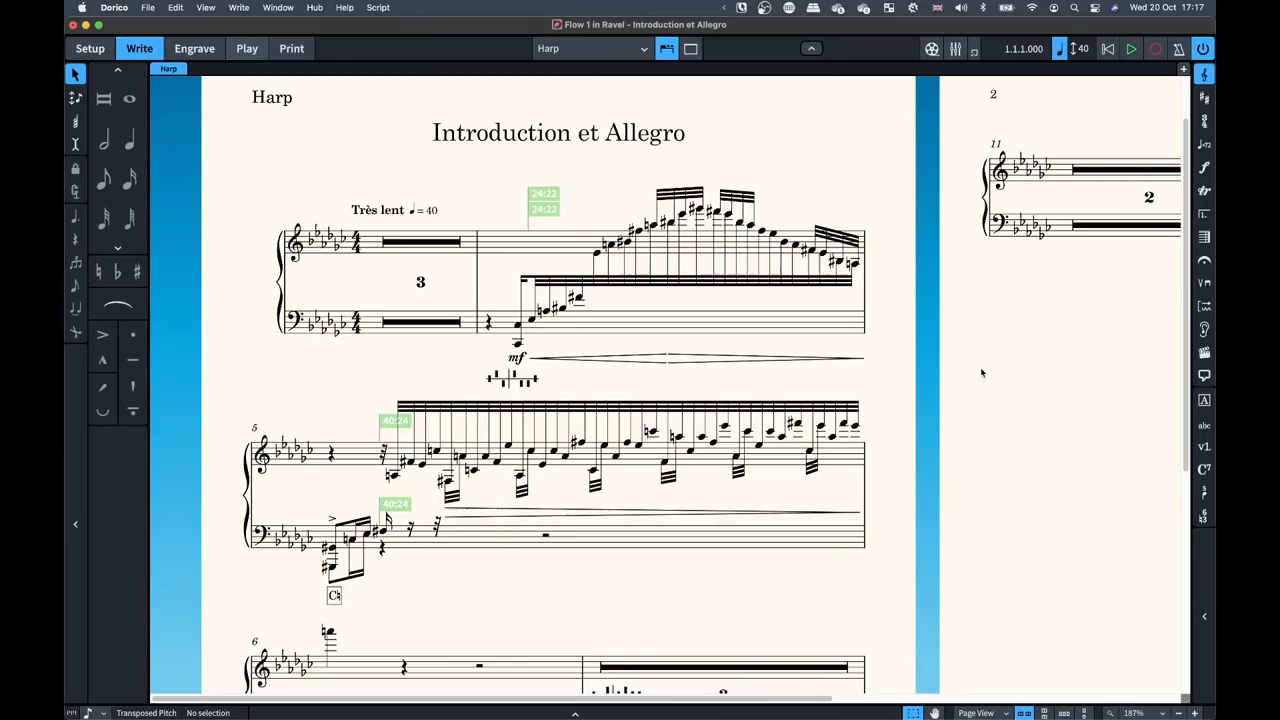 Dorico File Edit View Write Window Hub Help Script Wed 20 Oct 17:17
Flow 1 in Ravel - Introduction et Allegro
Setup Write Engrave Play Print Harp 1.1.1.000 40
Harp
Harp
Introduction et Allegro
2
11
24:22
24:22
Très lent = 40
3
2
mf
5
40:24
40:24
C♮
6
abc
v1.
C7
Transposed Pitch No selection Page View 187%